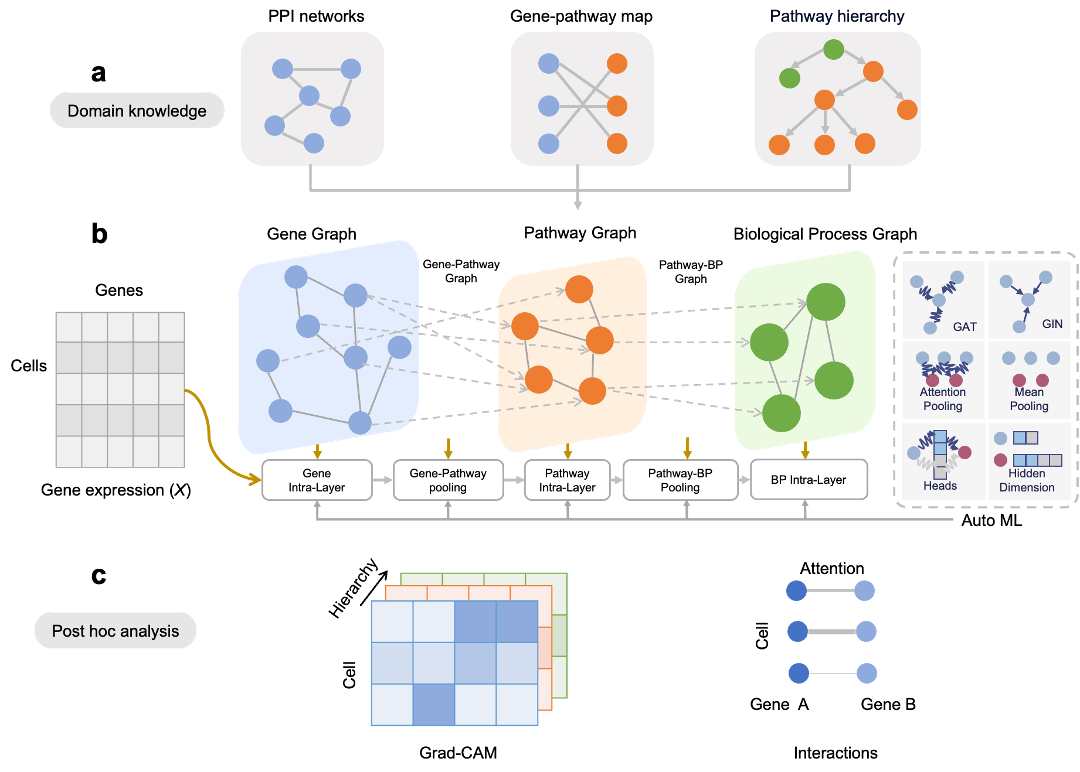 PPI networks
Gene-pathway map
Pathway hierarchy
a
Domain knowledge
b
Gene Graph
Pathway Graph
Biological Process Graph
Gene-Pathway
Graph
Pathway-BP
Graph
Genes
Cells
Gene expression (X)
GAT
GIN
Attention
Pooling
Mean
Pooling
Heads
Hidden
Dimension
Gene
Intra-Layer
Gene-Pathway
pooling
Pathway
Intra-Layer
Pathway-BP
Pooling
BP Intra-Layer
Auto ML
c
Post hoc analysis
Hierarchy
Cell
Grad-CAM
Attention
Cell
Gene A
Gene B
Interactions